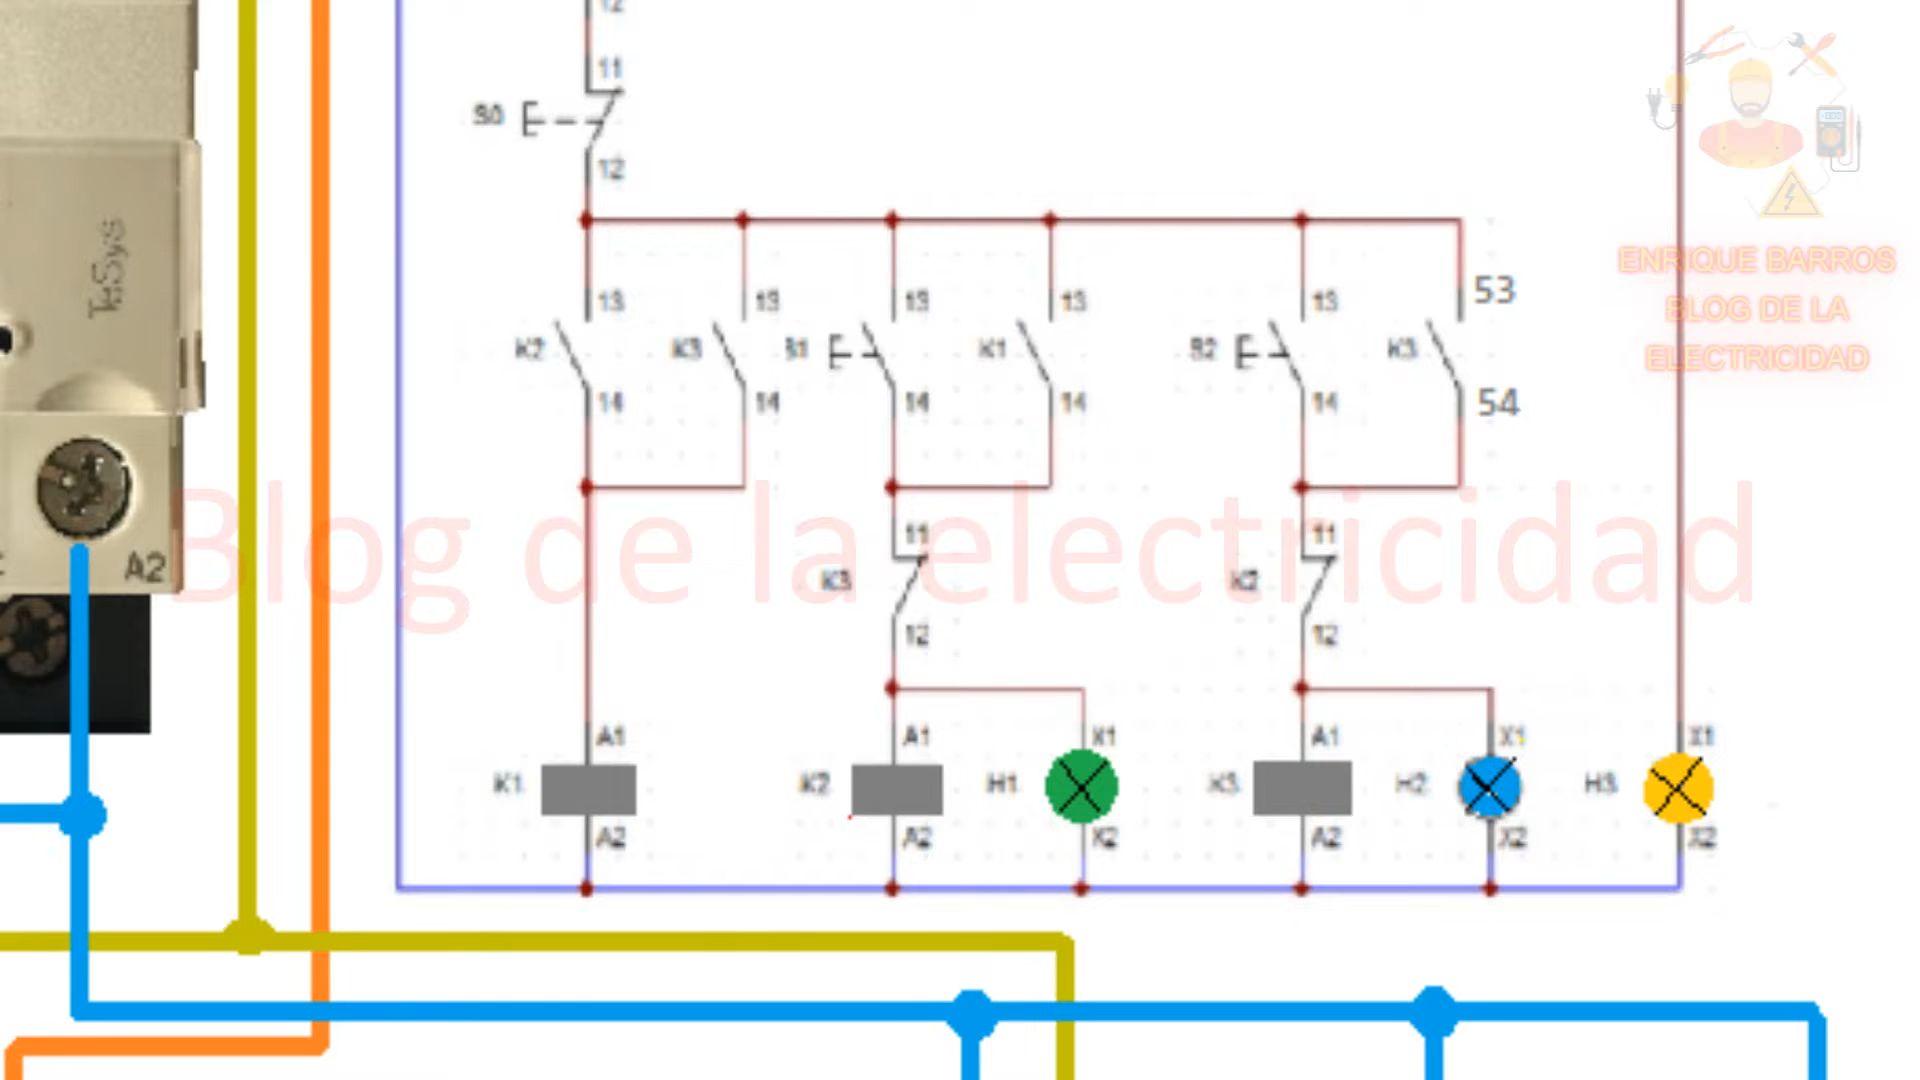 12
11
S0
12
TeSys
ENRIQUE BARROS
BLOG DE LA
ELECTRICIDAD
13 13 13 13 13 53
K2 K3 S1 K1 S2 K3
14 14 14 14 14 54
Blog de la electricidad
11 11
A2
K3 K2
12 12
A1 A1 X1 A1 X1 X1
K1 K2 H1 K3 H2 H3
A2 A2 X2 A2 X2 X2